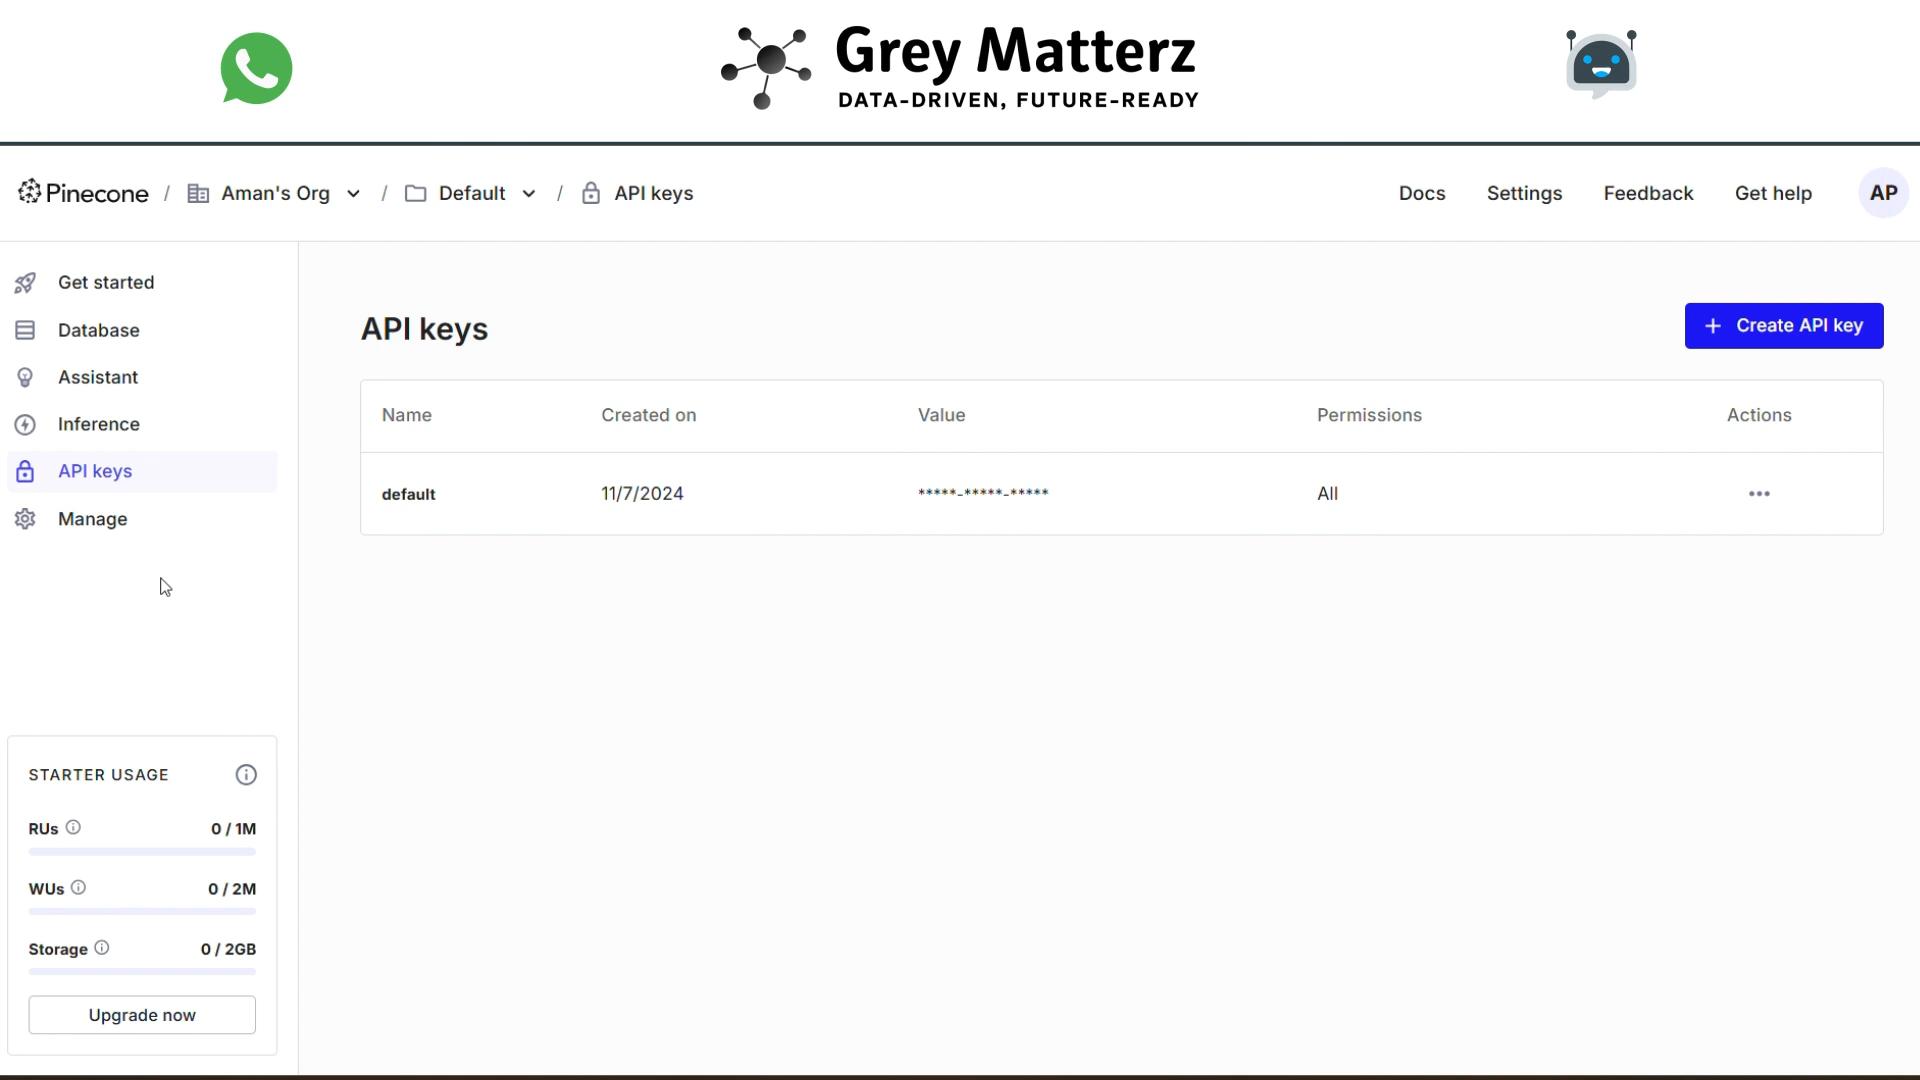 Grey Matterz
DATA-DRIVEN, FUTURE-READY
Pinecone / Aman's Org / Default / API keys Docs Settings Feedback Get help AP
Get started
Database
Assistant
Inference
API keys
Manage
API keys
+ Create API key
Name Created on Value Permissions Actions
default 11/7/2024 *****-*****-***** All •••
STARTER USAGE
RUs 0 / 1M
WUs 0 / 2M
Storage 0 / 2GB
Upgrade now